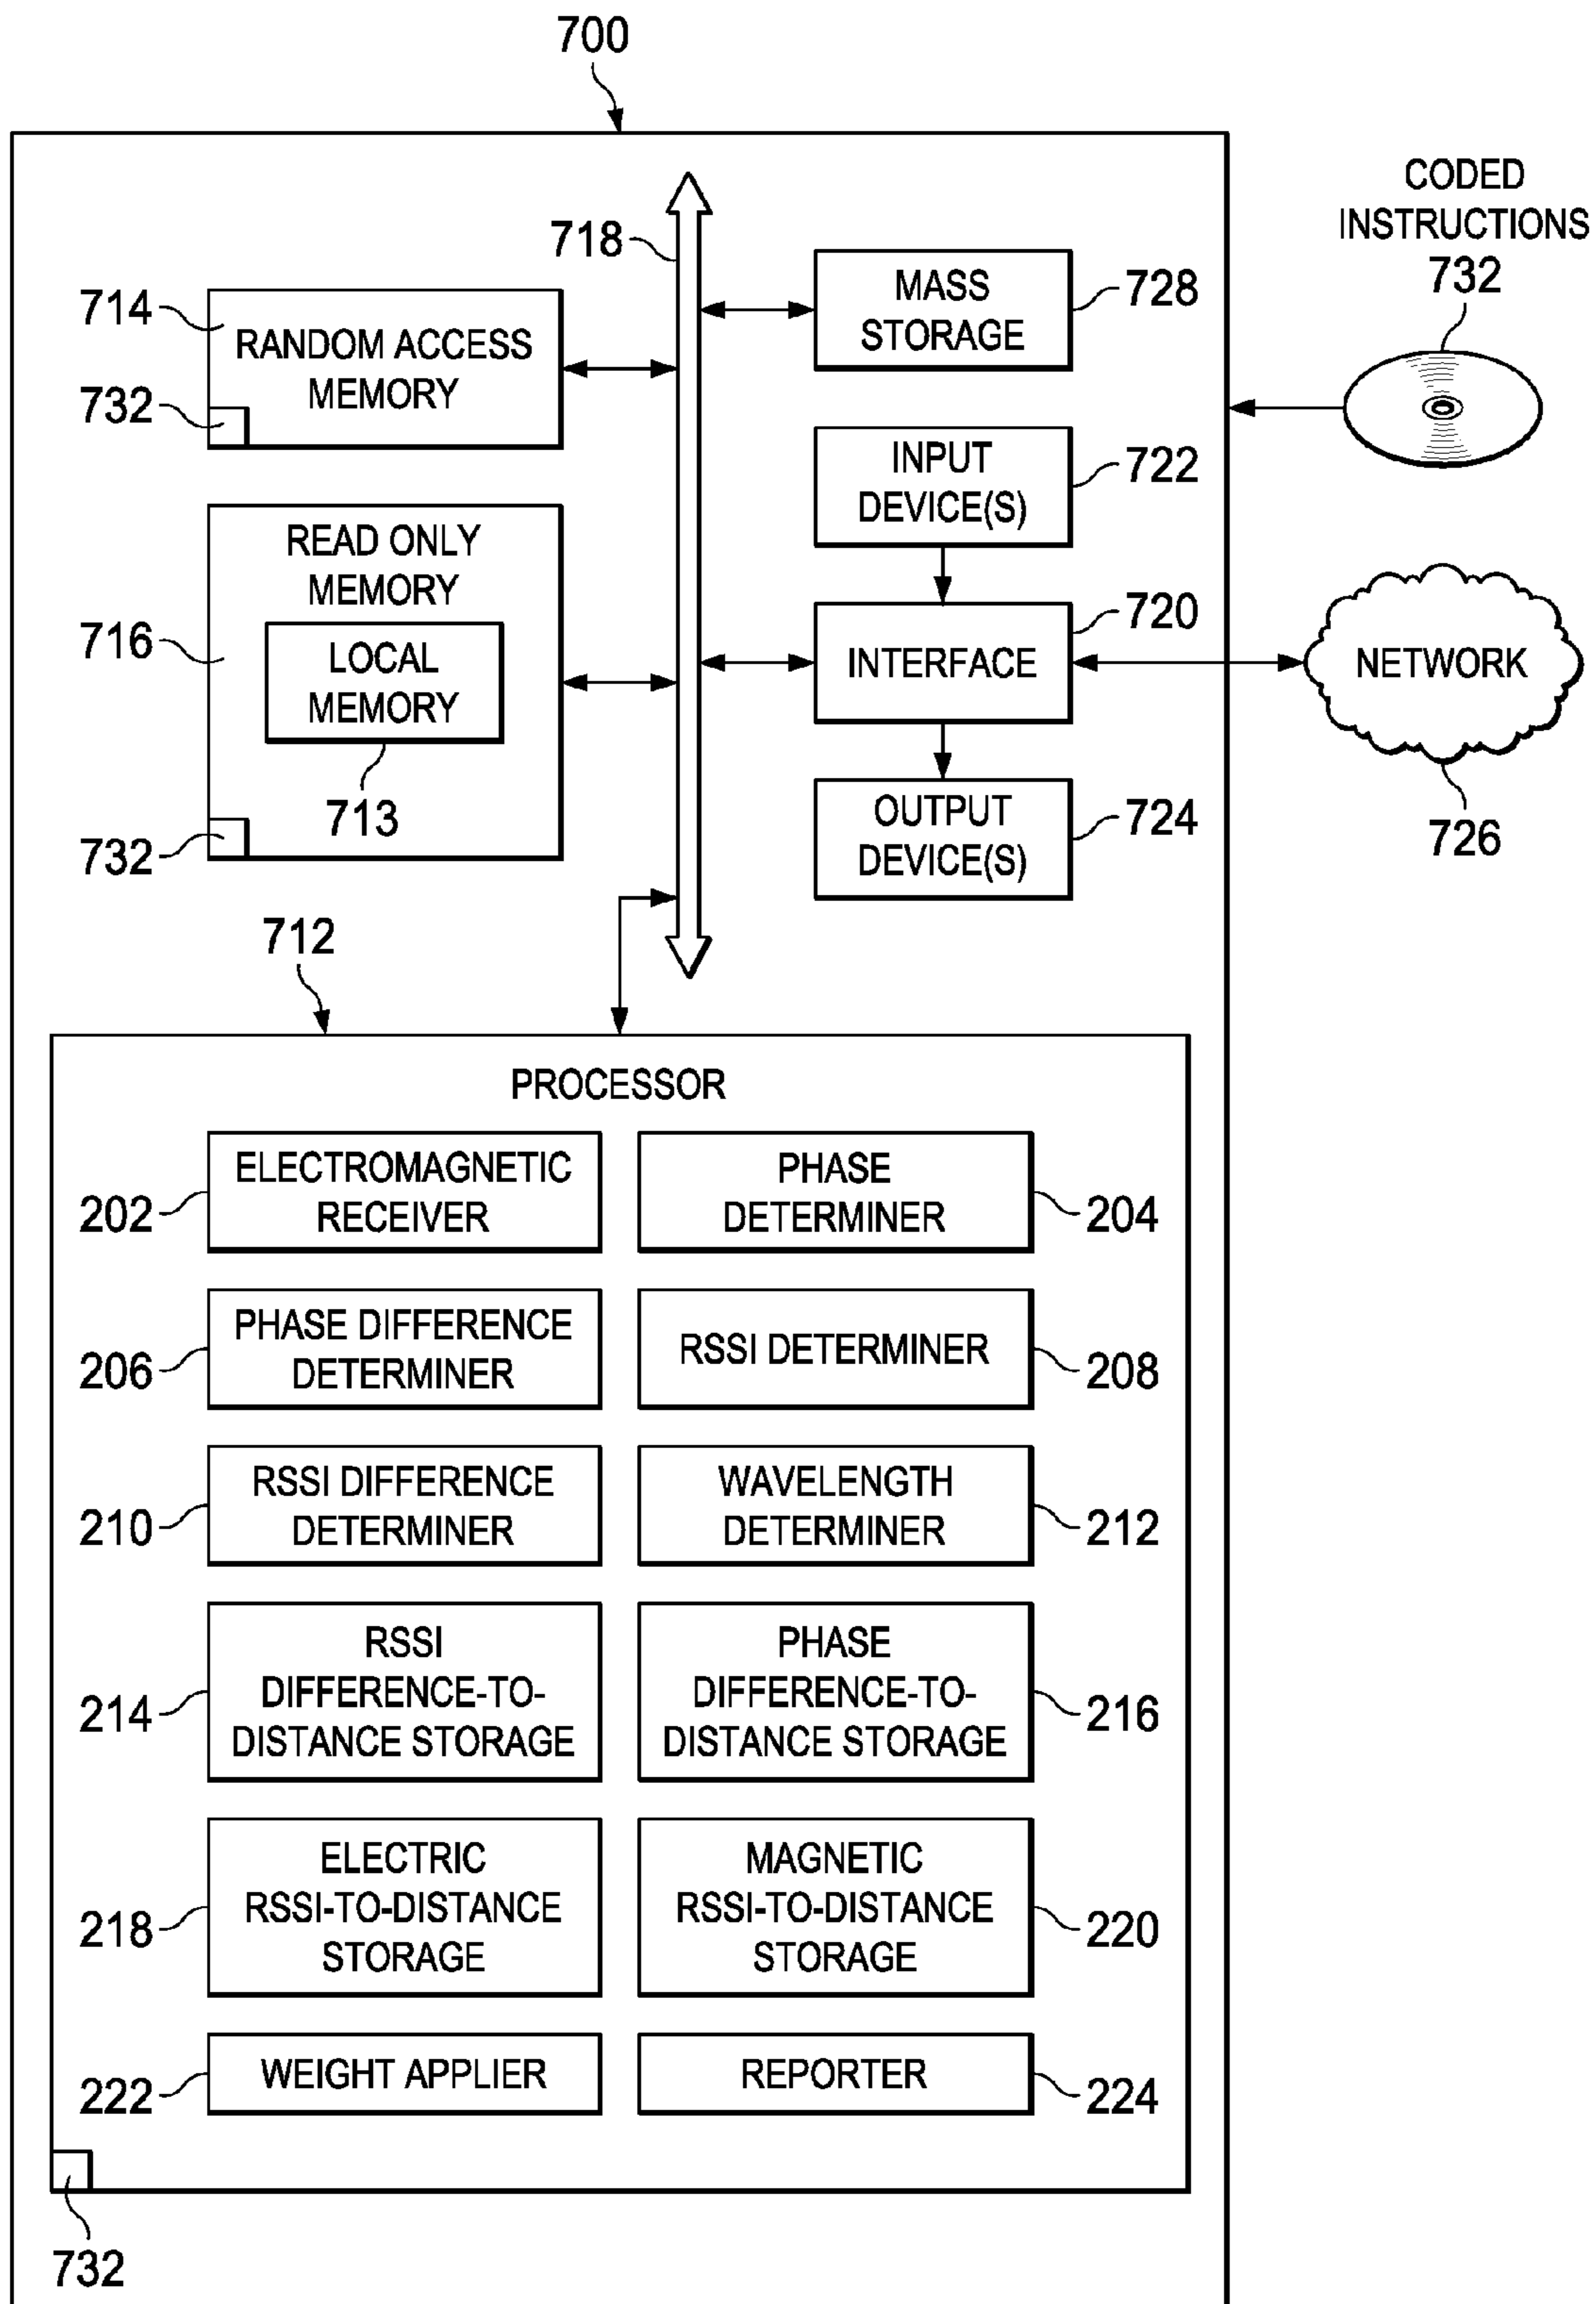 700
CODED
INSTRUCTIONS
732
718
MASS
STORAGE
728
714
RANDOM ACCESS
MEMORY
732
INPUT
DEVICE(S)
722
READ ONLY
MEMORY
716
LOCAL
MEMORY
713
732
INTERFACE
720
NETWORK
726
OUTPUT
DEVICE(S)
724
712
PROCESSOR
202
ELECTROMAGNETIC
RECEIVER
PHASE
DETERMINER
204
206
PHASE DIFFERENCE
DETERMINER
RSSI DETERMINER
208
210
RSSI DIFFERENCE
DETERMINER
WAVELENGTH
DETERMINER
212
214
RSSI
DIFFERENCE-TO-
DISTANCE STORAGE
PHASE
DIFFERENCE-TO-
DISTANCE STORAGE
216
218
ELECTRIC
RSSI-TO-DISTANCE
STORAGE
MAGNETIC
RSSI-TO-DISTANCE
STORAGE
220
222
WEIGHT APPLIER
REPORTER
224
732